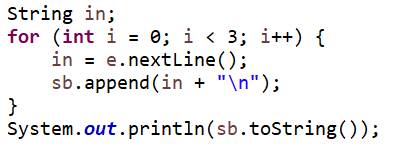 String in;
for (int i = 0; i < 3; i++) {
    in = e.nextLine();
    sb.append(in + "\n");
}
System.out.println(sb.toString());